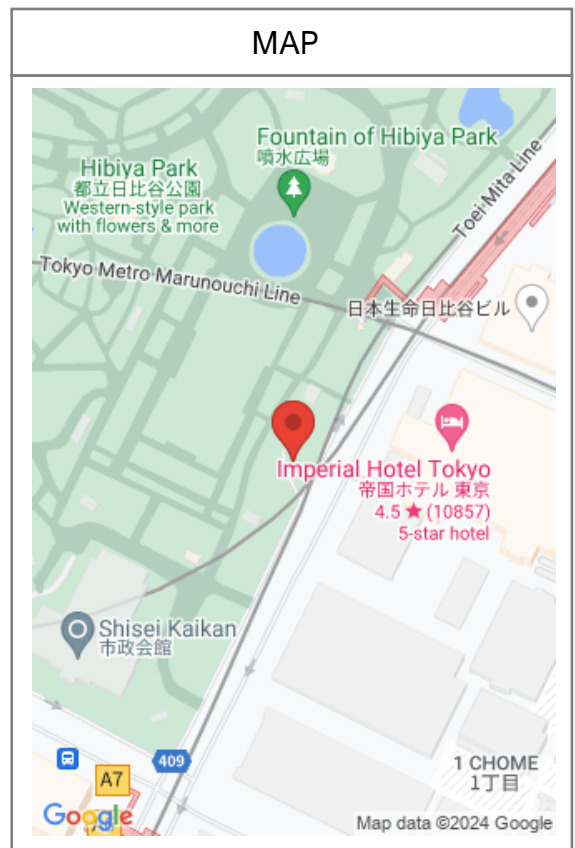 MAP
Fountain of Hibiya Park
噴水広場
Hibiya Park
都立日比谷公園
Western-style park
with flowers & more
Toei Mita Line
Tokyo Metro Marunouchi Line
日本生命日比谷ビル
Imperial Hotel Tokyo
帝国ホテル 東京
4.5 ★ (10857)
5-star hotel
Shisei Kaikan
市政会館
409
1 CHOME
1丁目
A7
Google
Map data ©2024 Google